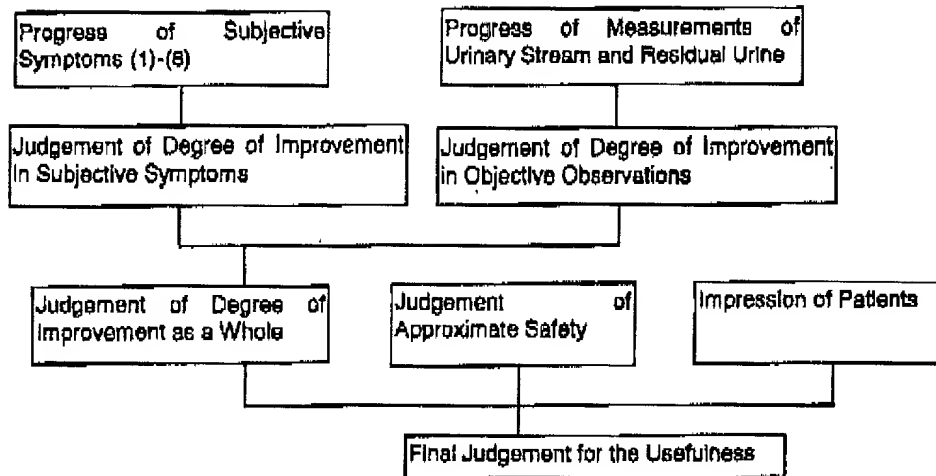 Progress of Subjective
Symptoms (1)-(8)
Progress of Measurements of
Urinary Stream and Residual Urine
Judgement of Degree of Improvement
In Subjective Symptoms
Judgement of Degree of Improvement
in Objective Observations
Judgement of Degree of
Improvement as a Whole
Judgement of
Approximate Safety
Impression of Patients
Final Judgement for the Usefulness